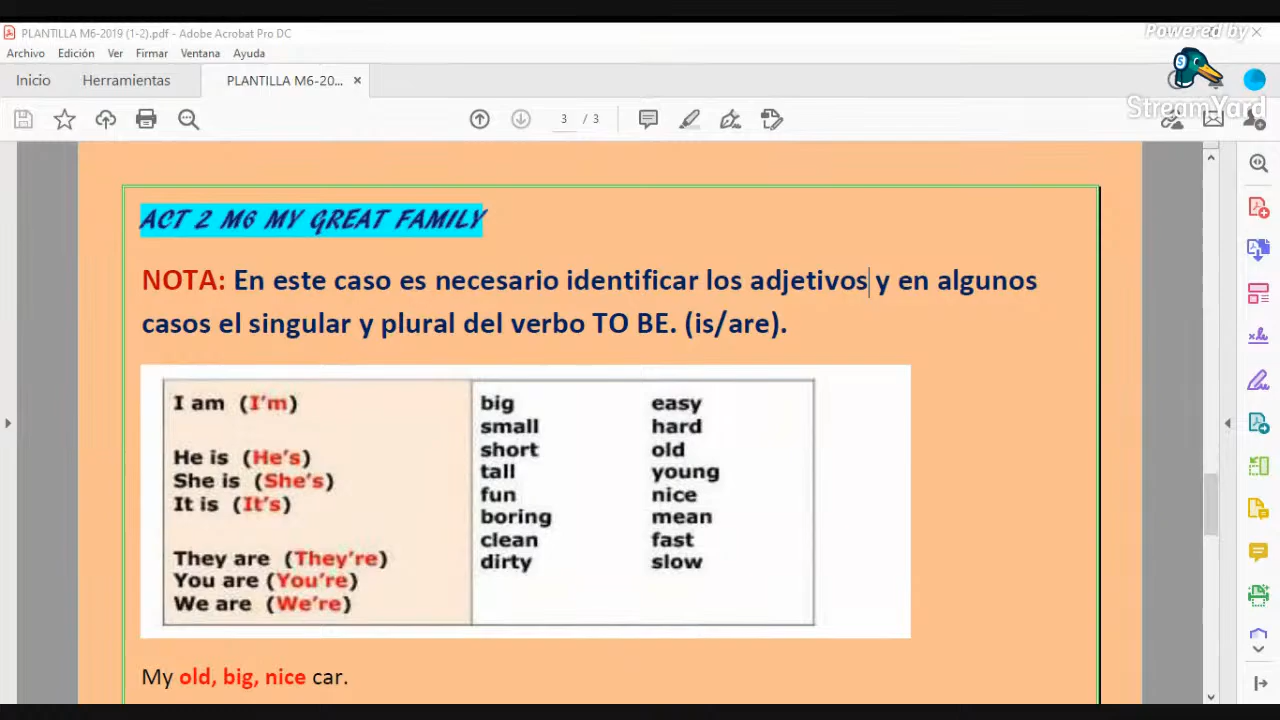 PLANTILLA M6-2019 (1-2).pdf - Adobe Acrobat Pro DC
Powered by
Archivo Edición Ver Firmar Ventana Ayuda
Inicio Herramientas PLANTILLA M6-20... ×
StreamYard
3 / 3
ACT 2 M6 MY GREAT FAMILY
NOTA: En este caso es necesario identificar los adjetivos y en algunos
casos el singular y plural del verbo TO BE. (is/are).
I am (I'm)
He is (He's)
She is (She's)
It is (It's)
They are (They're)
You are (You're)
We are (We're)
big easy
small hard
short old
tall young
fun nice
boring mean
clean fast
dirty slow
My old, big, nice car.